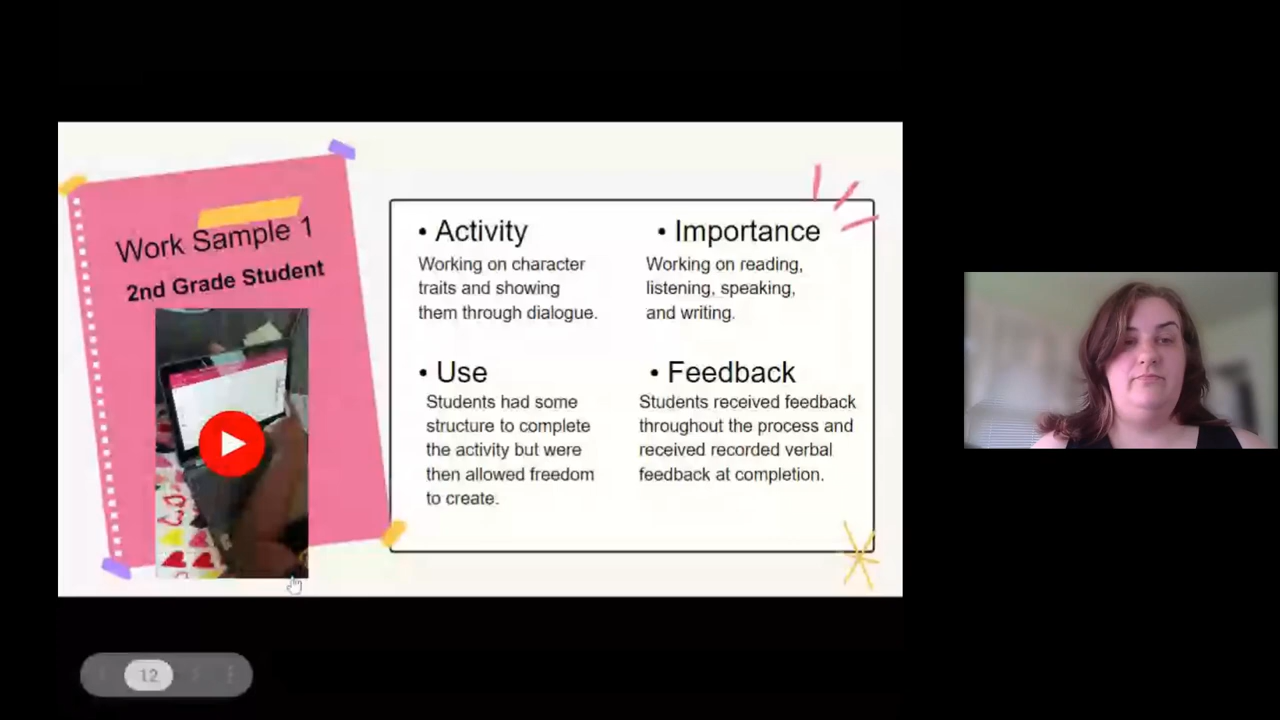 Work Sample 1
2nd Grade Student
• Activity
Working on character
traits and showing
them through dialogue.
• Importance
Working on reading,
listening, speaking,
and writing.
• Use
Students had some
structure to complete
the activity but were
then allowed freedom
to create.
• Feedback
Students received feedback
throughout the process and
received recorded verbal
feedback at completion.
12